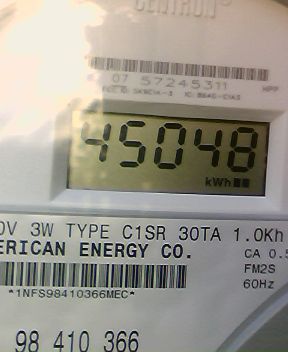 CENTRON
07 57245311
45048
kWh
0V 3W TYPE C1SR 30TA 1.0Kh
ERICAN ENERGY CO.
CA 0.5
FM2S
60Hz
*1NFS98410366MEC*
98 410 366